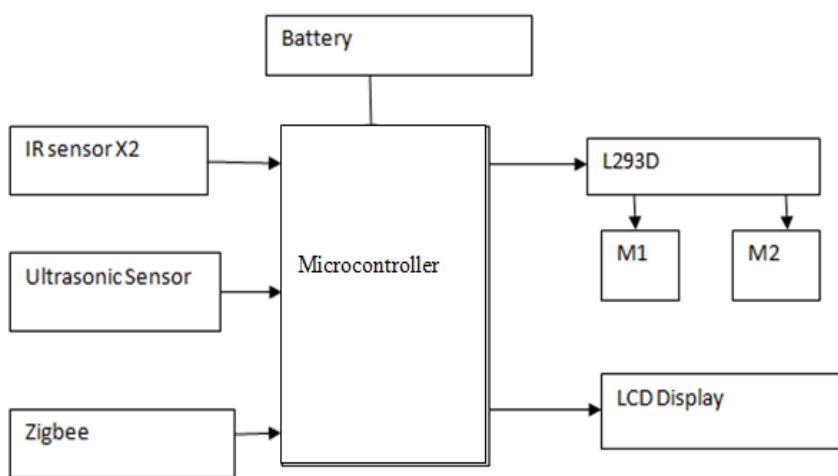 Battery
IR sensor X2
L293D
M1
M2
Ultrasonic Sensor
Microcontroller
LCD Display
Zigbee